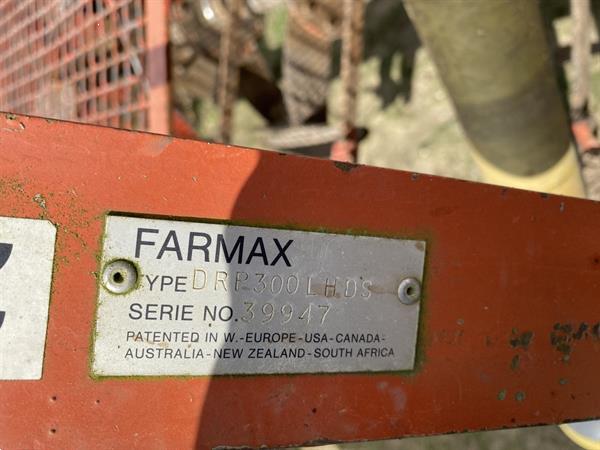 FARMAX
TYPE DRP300LHDS
SERIE NO. 39947
PATENTED IN W.-EUROPE-USA-CANADA-
AUSTRALIA-NEW ZEALAND-SOUTH AFRICA